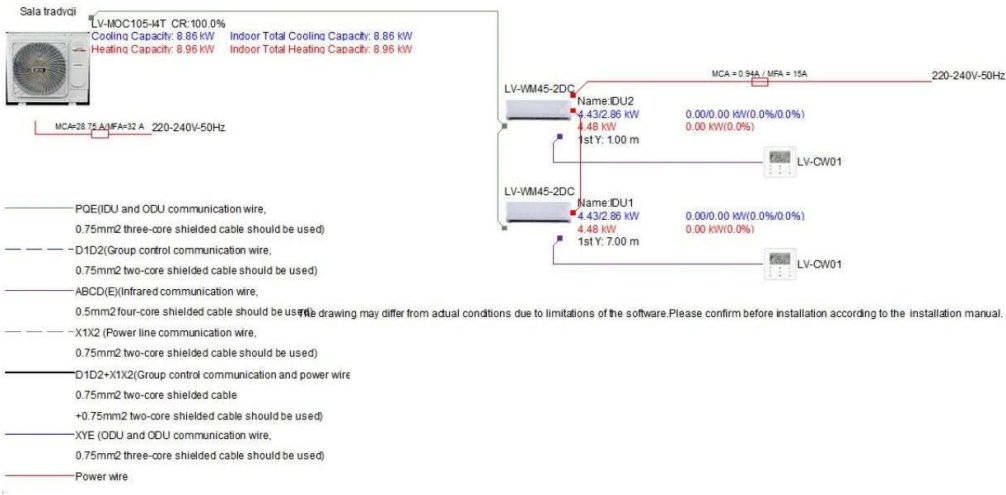 Sala tradycji
LV-MOC105-I4T CR:100.0%
Cooling Capacity: 8.86 kW Indoor Total Cooling Capacity: 8.86 kW
Heating Capacity: 8.96 kW Indoor Total Heating Capacity: 8.96 kW
MCA=28.75 A/MFA=32 A 220-240V-50Hz
MCA = 0.94A / MFA = 15A 220-240V-50Hz
LV-WM45-2DC
Name:IDU2
4.43/2.86 kW 0.00/0.00 kW(0.0%/0.0%)
4.48 kW 0.00 kW(0.0%)
1st Y: 1.00 m
LV-CW01
LV-WM45-2DC
Name:IDU1
4.43/2.86 kW 0.00/0.00 kW(0.0%/0.0%)
4.48 kW 0.00 kW(0.0%)
1st Y: 7.00 m
LV-CW01
PQE(IDU and ODU communication wire,
0.75mm2 three-core shielded cable should be used)
D1D2(Group control communication wire,
0.75mm2 two-core shielded cable should be used)
ABCD(E)(Infrared communication wire,
0.5mm2 four-core shielded cable should be used)
The drawing may differ from actual conditions due to limitations of the software.Please confirm before installation according to the installation manual.
X1X2 (Power line communication wire,
0.75mm2 two-core shielded cable should be used)
D1D2+X1X2(Group control communication and power wire
0.75mm2 two-core shielded cable
+0.75mm2 two-core shielded cable should be used)
XYE (ODU and ODU communication wire,
0.75mm2 three-core shielded cable should be used)
Power wire